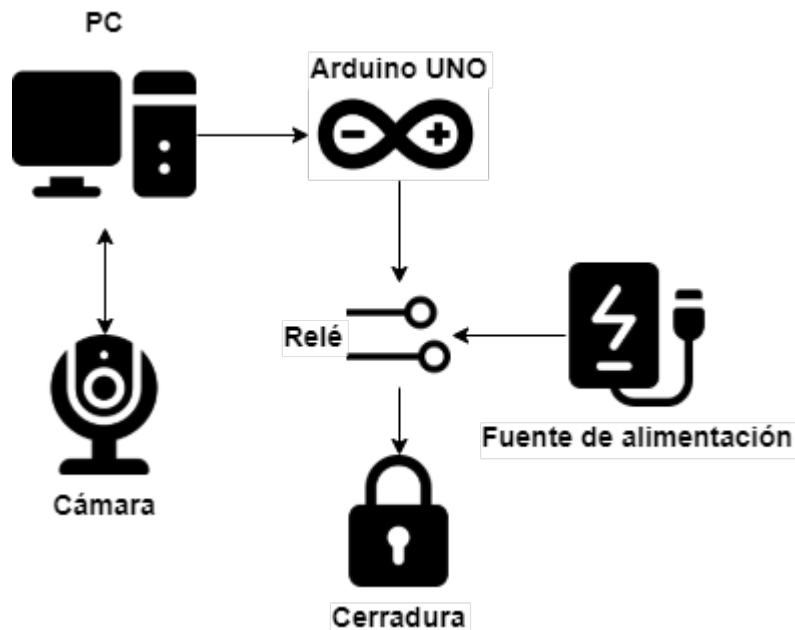 PC
Arduino UNO
Relé
Fuente de alimentación
Cámara
Cerradura